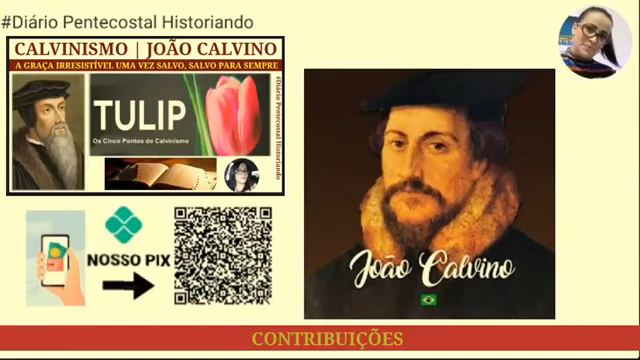 #Diário Pentecostal Historiando
CALVINISMO | JOÃO CALVINO
A GRAÇA IRRESISTÍVEL UMA VEZ SALVO, SALVO PARA SEMPRE
TULIP
Os Cinco Pontos do Calvinismo
#Diário Pentecostal Historiando
NOSSO PIX
João Calvino
CONTRIBUIÇÕES